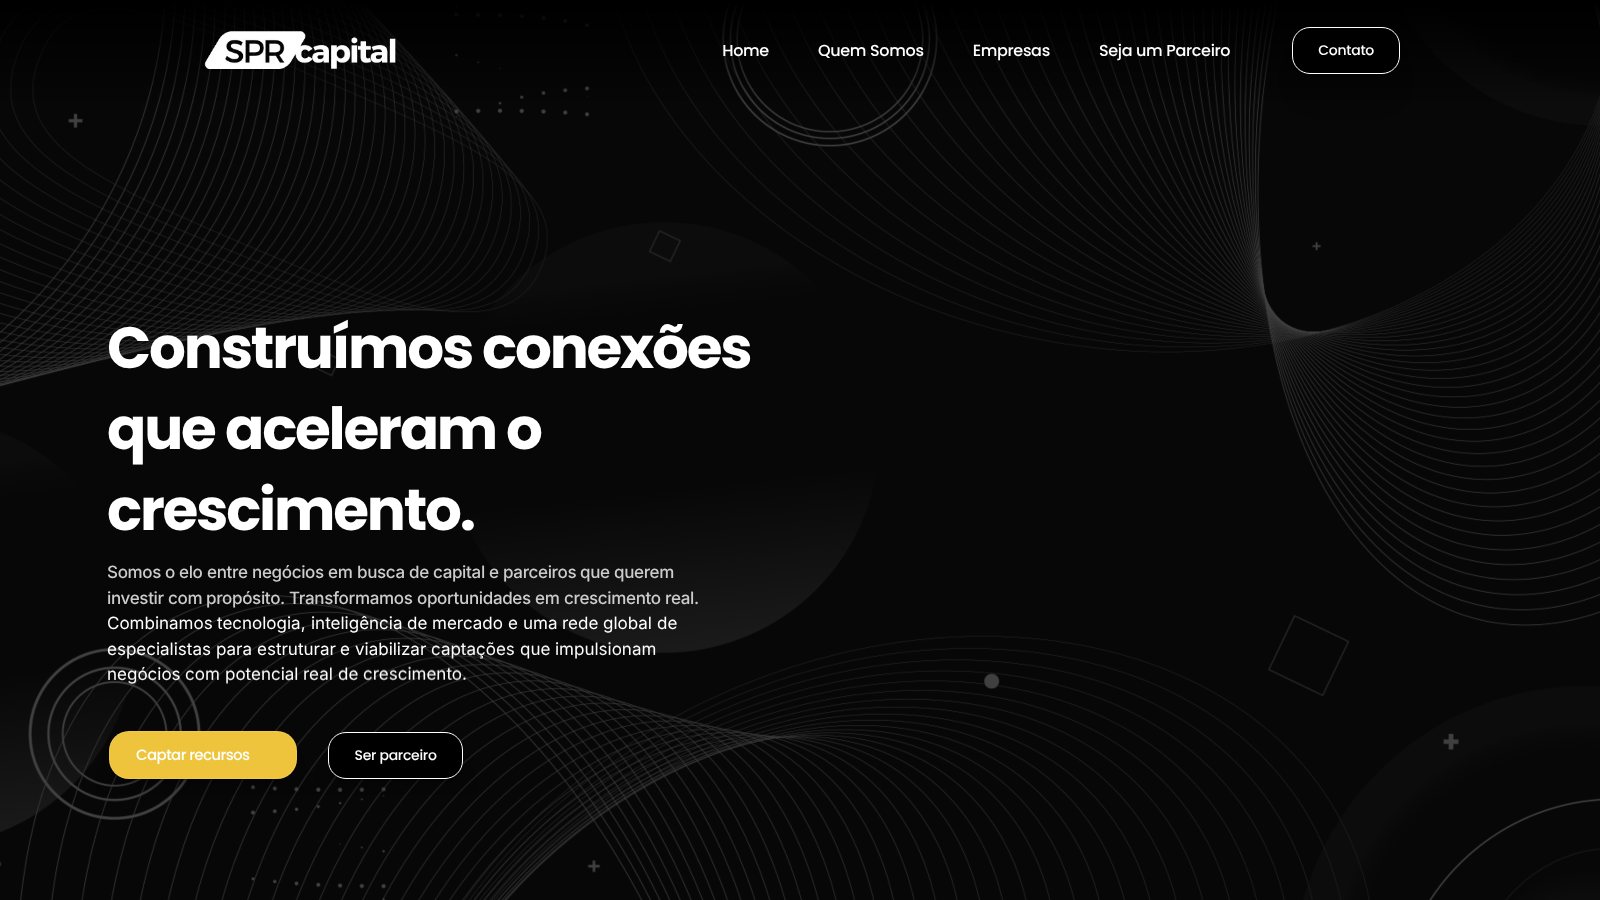 SPR capital
Home
Quem Somos
Empresas
Seja um Parceiro
Contato
Construímos conexões
que aceleram o
crescimento.
Somos o elo entre negócios em busca de capital e parceiros que querem
investir com propósito. Transformamos oportunidades em crescimento real.
Combinamos tecnologia, inteligência de mercado e uma rede global de
especialistas para estruturar e viabilizar captações que impulsionam
negócios com potencial real de crescimento.
Captar recursos
Ser parceiro